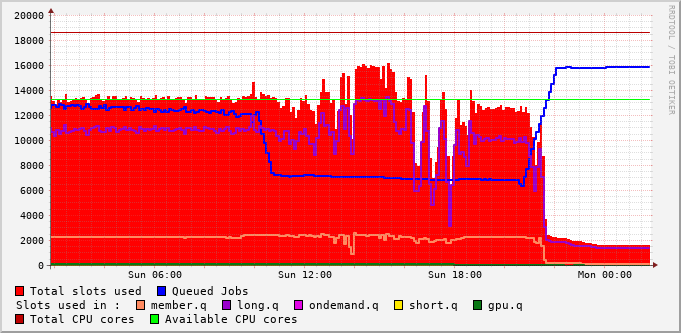 20000
18000
16000
14000
12000
10000
8000
6000
4000
2000
0
Sun 06:00 Sun 12:00 Sun 18:00 Mon 00:00
RRDTOOL / TOBI OETIKER
Total slots used Queued Jobs
Slots used in : member.q long.q ondemand.q short.q gpu.q
Total CPU cores Available CPU cores